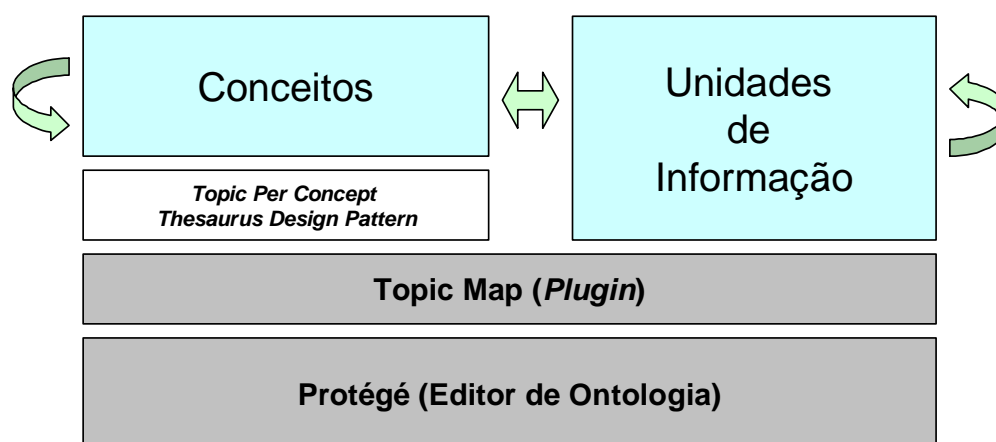 Conceitos
Unidades
de
Informação
Topic Per Concept
Thesaurus Design Pattern
Topic Map (Plugin)
Protégé (Editor de Ontologia)